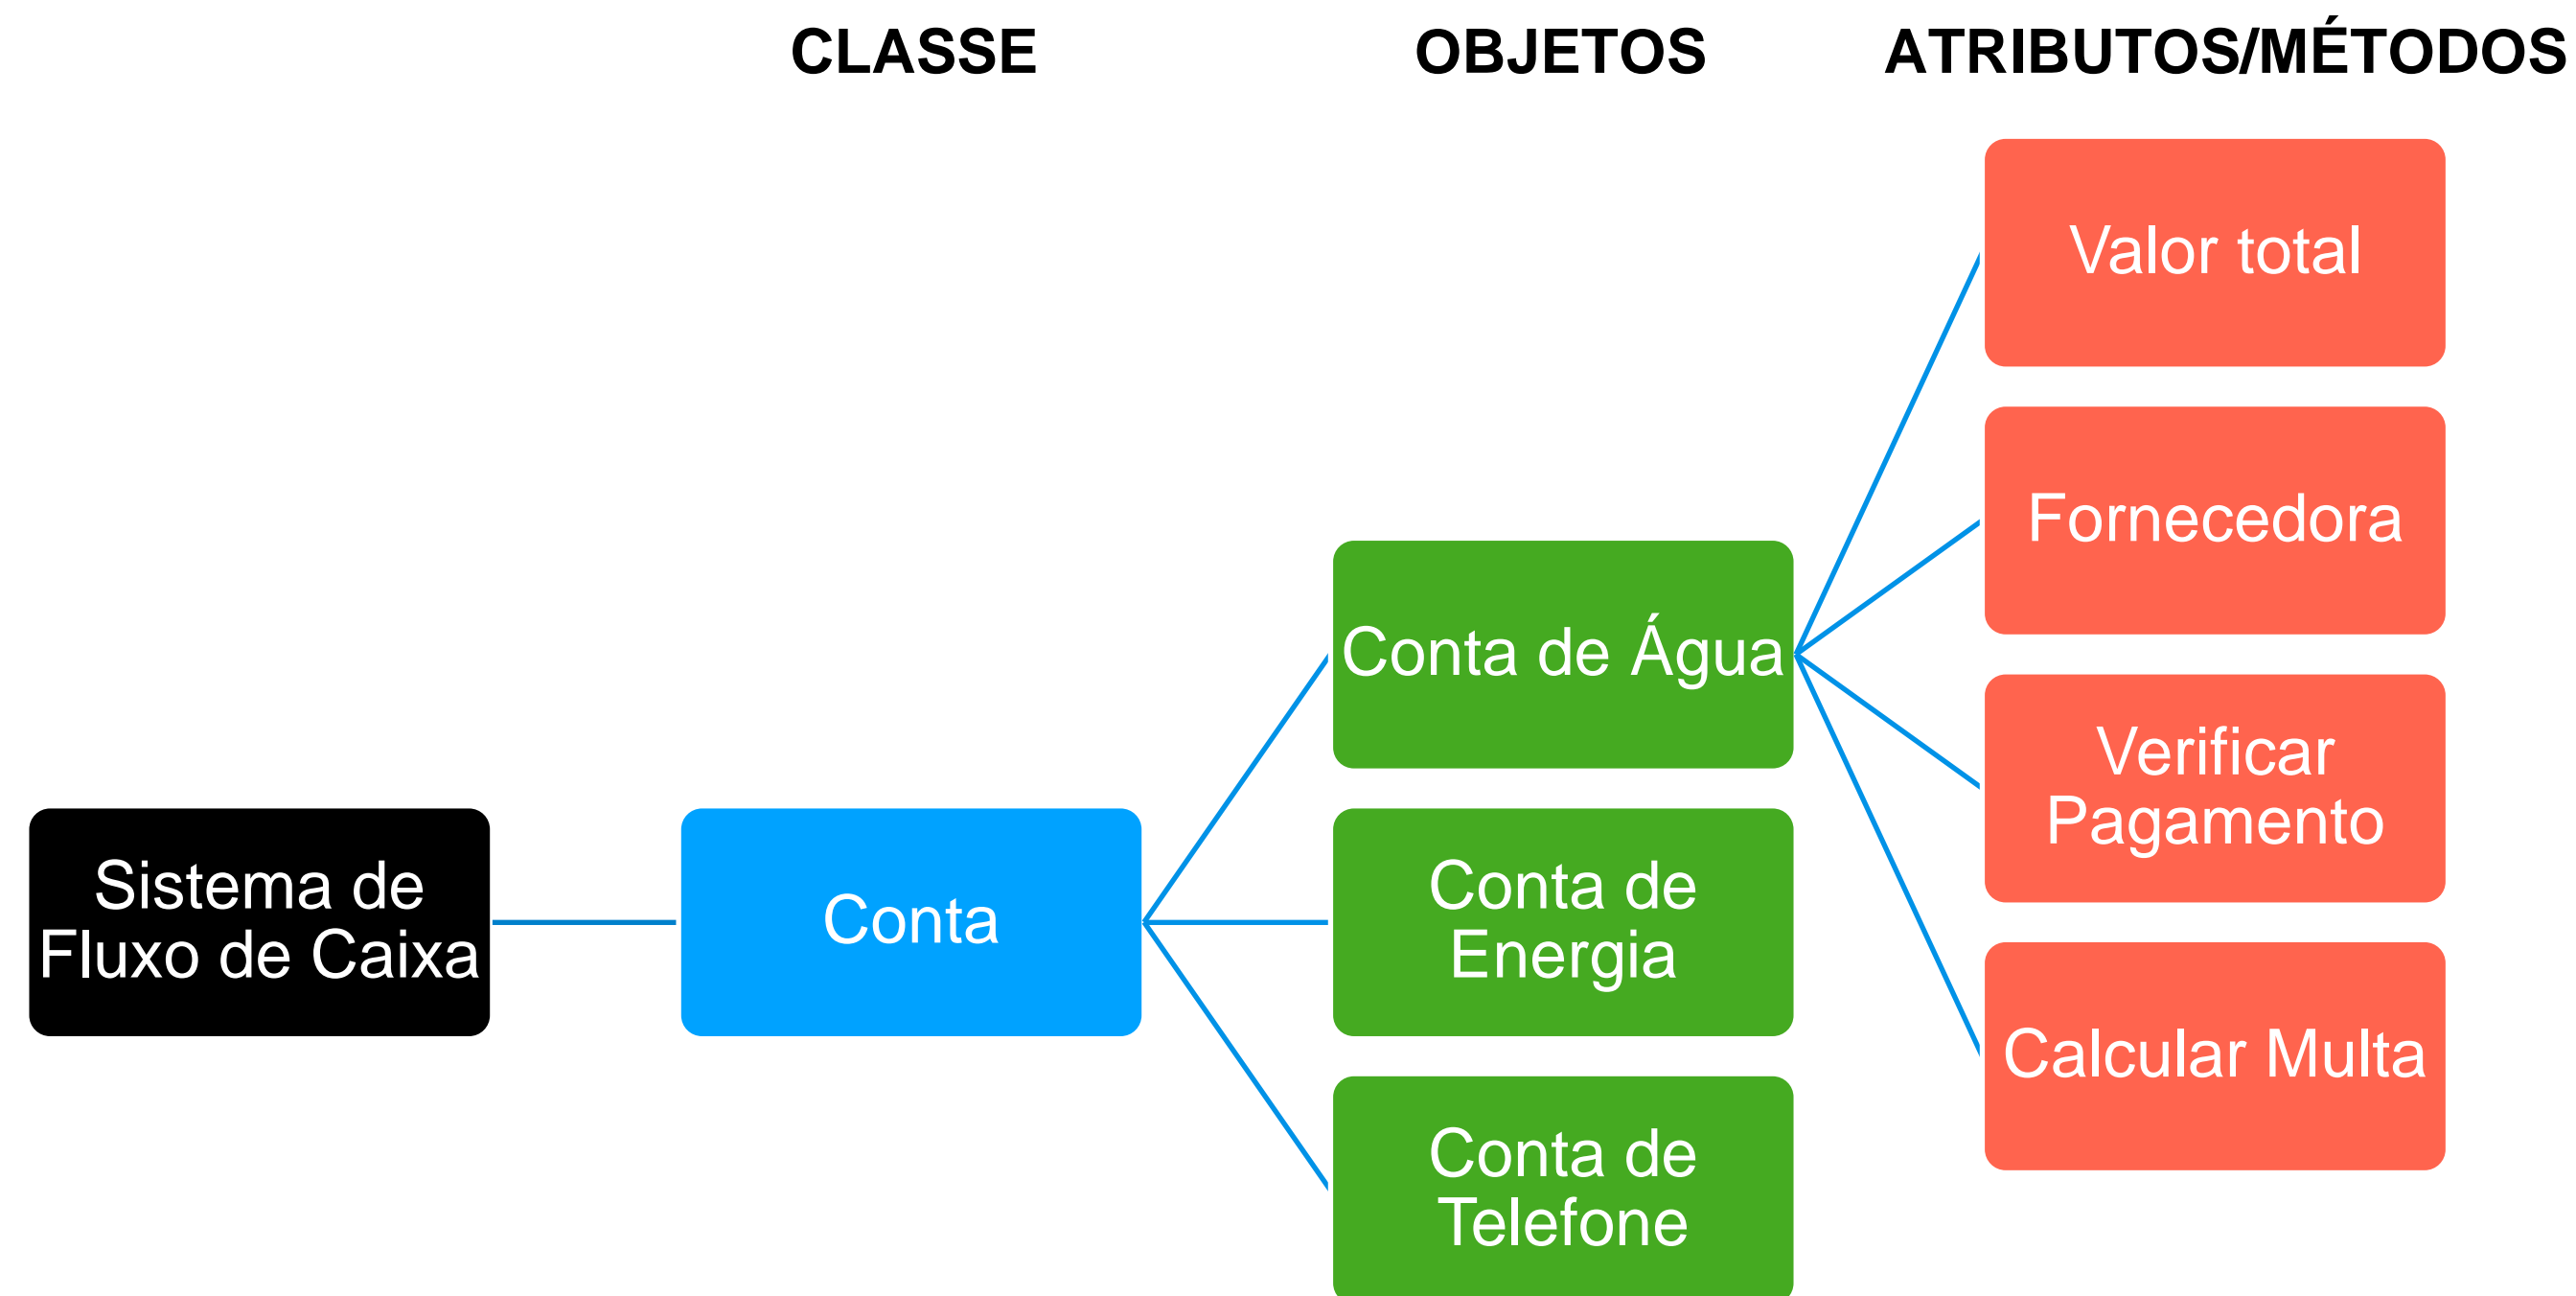 CLASSE
OBJETOS
ATRIBUTOS/MÉTODOS
Sistema de
Fluxo de Caixa
Conta
Conta de Água
Conta de
Energia
Conta de
Telefone
Valor total
Fornecedora
Verificar
Pagamento
Calcular Multa